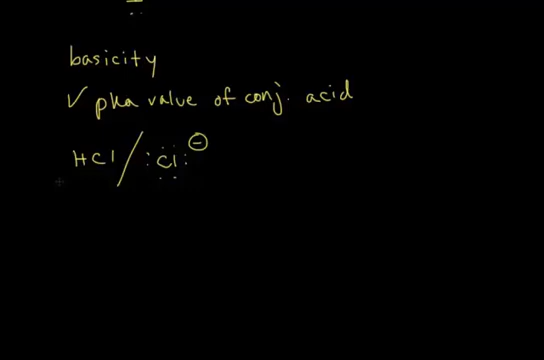 basicity
✓ pka value of conj. acid
HCl / :Cl: ⊖